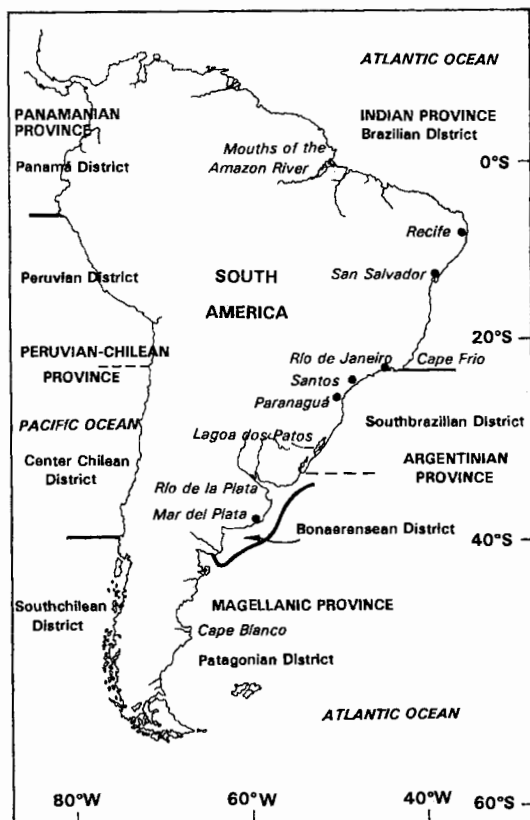 ATLANTIC OCEAN
PANAMANIAN
PROVINCE
INDIAN PROVINCE
Brazilian District
Mouths of the
Amazon River
Panamá District
0°S
Recife
Peruvian District
SOUTH
AMERICA
San Salvador
20°S
PERUVIAN-CHILEAN
PROVINCE
Río de Janeiro
Cape Frio
Santos
Paranaguá
PACIFIC OCEAN
Southbrazilian District
Lagoa dos Patos
Center Chilean
District
ARGENTINIAN
PROVINCE
Río de la Plata
Mar del Plata
Bonaerensean District
40°S
Southchilean
District
MAGELLANIC PROVINCE
Cape Blanco
Patagonian District
ATLANTIC OCEAN
80°W
60°W
40°W
60°S